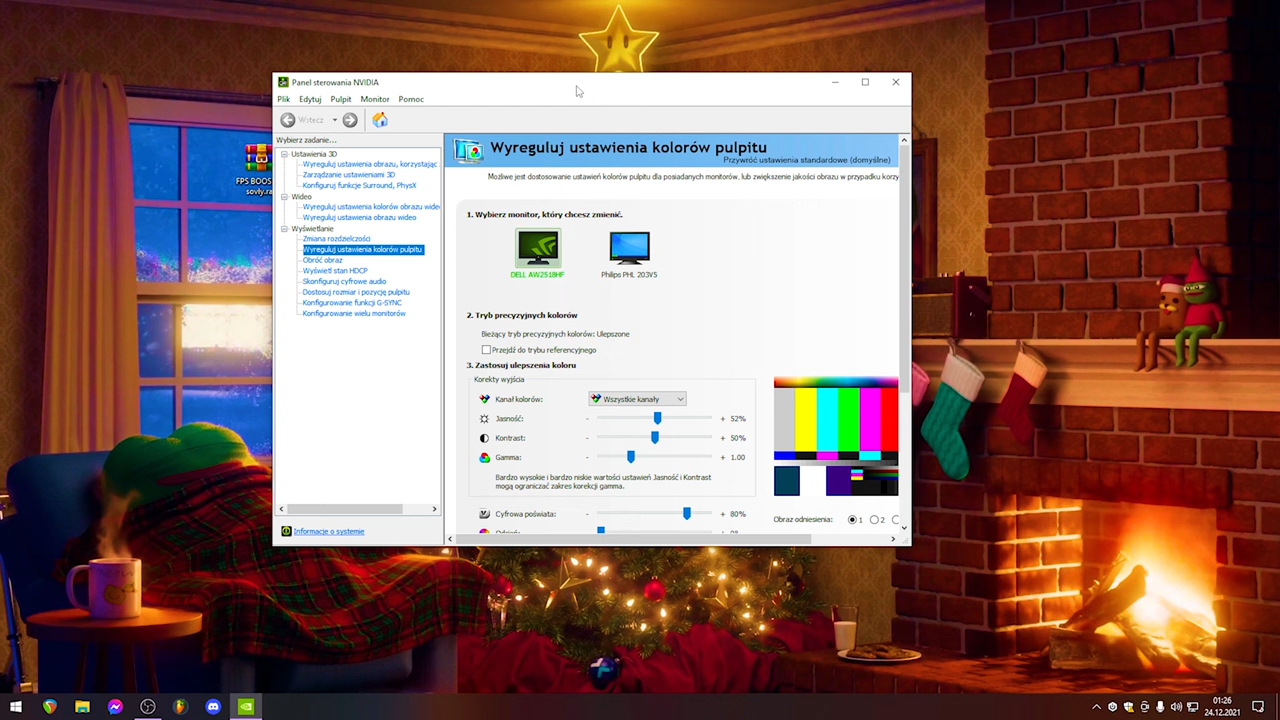 Panel sterowania NVIDIA
Plik Edytuj Pulpit Monitor Pomoc
Wstecz
Wybierz zadanie...
Ustawienia 3D
Wyreguluj ustawienia obrazu, korzystając
Zarządzanie ustawieniami 3D
Konfiguruj funkcje Surround, PhysX
Wideo
Wyreguluj ustawienia kolorów obrazu wideo
Wyreguluj ustawienia obrazu wideo
Wyświetlanie
Zmiana rozdzielczości
Wyreguluj ustawienia kolorów pulpitu
Obróć obraz
Wyświetl stan HDCP
Skonfiguruj cyfrowe audio
Dostosuj rozmiar i pozycję pulpitu
Konfigurowanie funkcji G-SYNC
Konfigurowanie wielu monitorów
Informacje o systemie
Wyreguluj ustawienia kolorów pulpitu
Przywróć ustawienia standardowe (domyślne)
Możliwe jest dostosowanie ustawień kolorów pulpitu dla posiadanych monitorów, lub zwiększenie jakości obrazu w przypadku korzy
1. Wybierz monitor, który chcesz zmienić.
DELL AW2518HF
Philips PHL 203V5
2. Tryb precyzyjnych kolorów
Bieżący tryb precyzyjnych kolorów: Ulepszone
Przejdź do trybu referencyjnego
3. Zastosuj ulepszenia koloru
Korekty wyjścia
Kanał kolorów: Wszystkie kanały
Jasność: - + 52%
Kontrast: - + 50%
Gamma: - + 1.00
Bardzo wysokie i bardzo niskie wartości ustawień Jasność i Kontrast
mogą ograniczać zakres korekcji gamma.
Cyfrowa poświata: - + 80%
Obraz odniesienia: 1 2
FPS BOOS
sovly.ra
01:26
24.12.2021